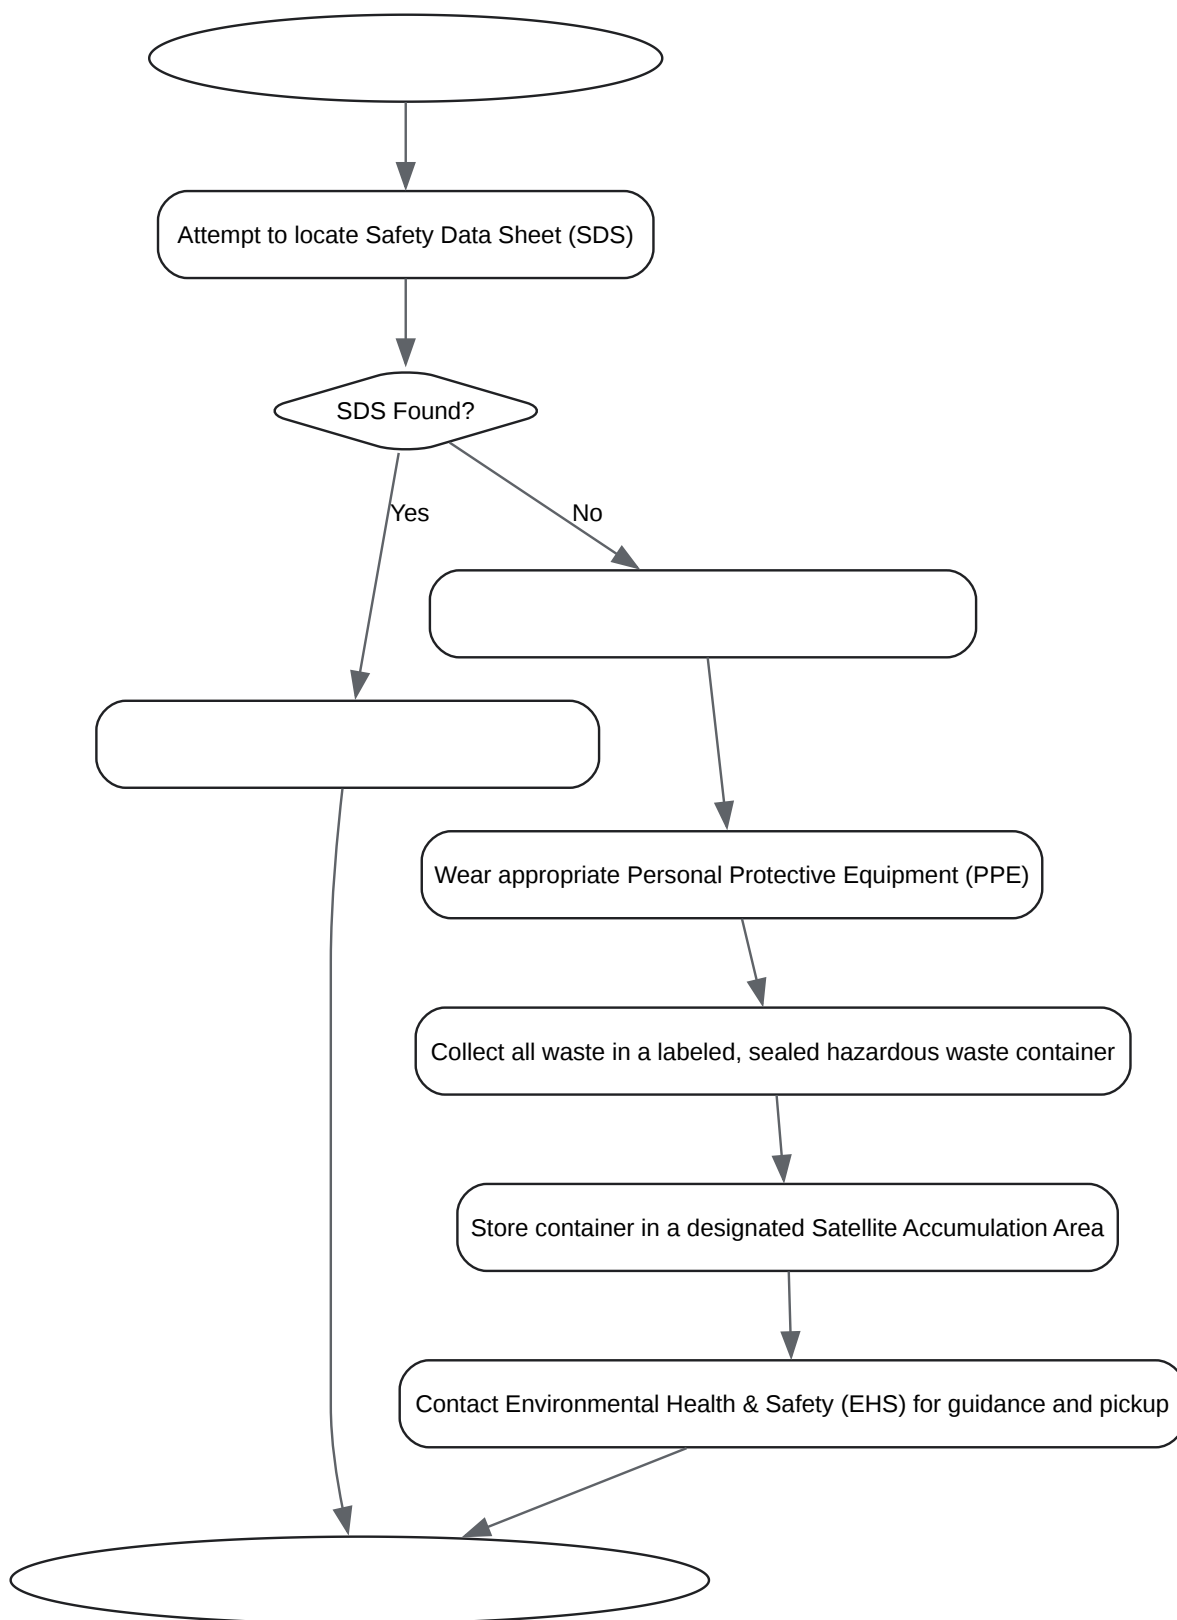 Attempt to locate Safety Data Sheet (SDS)
SDS Found?
Yes
No
Wear appropriate Personal Protective Equipment (PPE)
Collect all waste in a labeled, sealed hazardous waste container
Store container in a designated Satellite Accumulation Area
Contact Environmental Health & Safety (EHS) for guidance and pickup